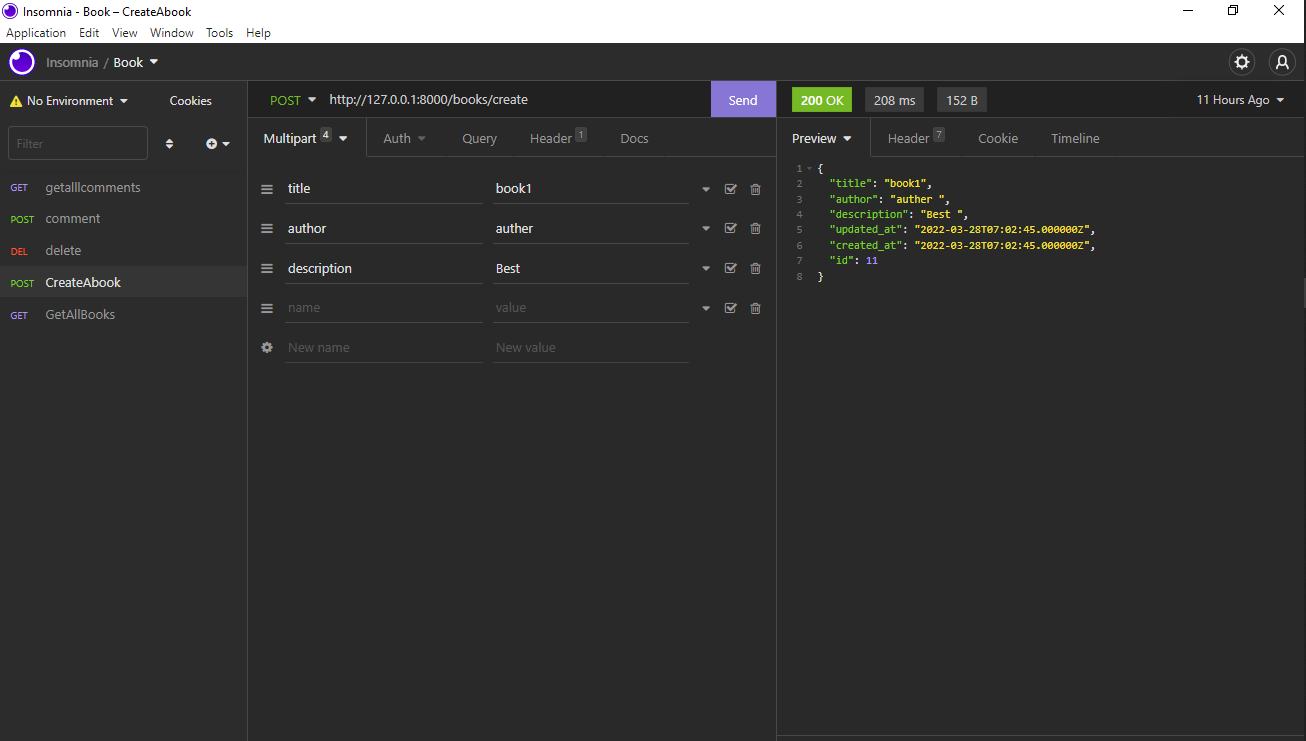 Insomnia - Book – CreateAbook
Application Edit View Window Tools Help
Insomnia / Book
No Environment Cookies
POST http://127.0.0.1:8000/books/create Send
200 OK 208 ms 152 B 11 Hours Ago
Filter
Multipart 4 Auth Query Header 1 Docs
Preview Header 7 Cookie Timeline
GET getalllcomments
POST comment
DEL delete
POST CreateAbook
GET GetAllBooks
title book1
author auther
description Best
name value
New name New value
1 {
2 "title": "book1",
3 "author": "auther ",
4 "description": "Best ",
5 "updated_at": "2022-03-28T07:02:45.000000Z",
6 "created_at": "2022-03-28T07:02:45.000000Z",
7 "id": 11
8 }